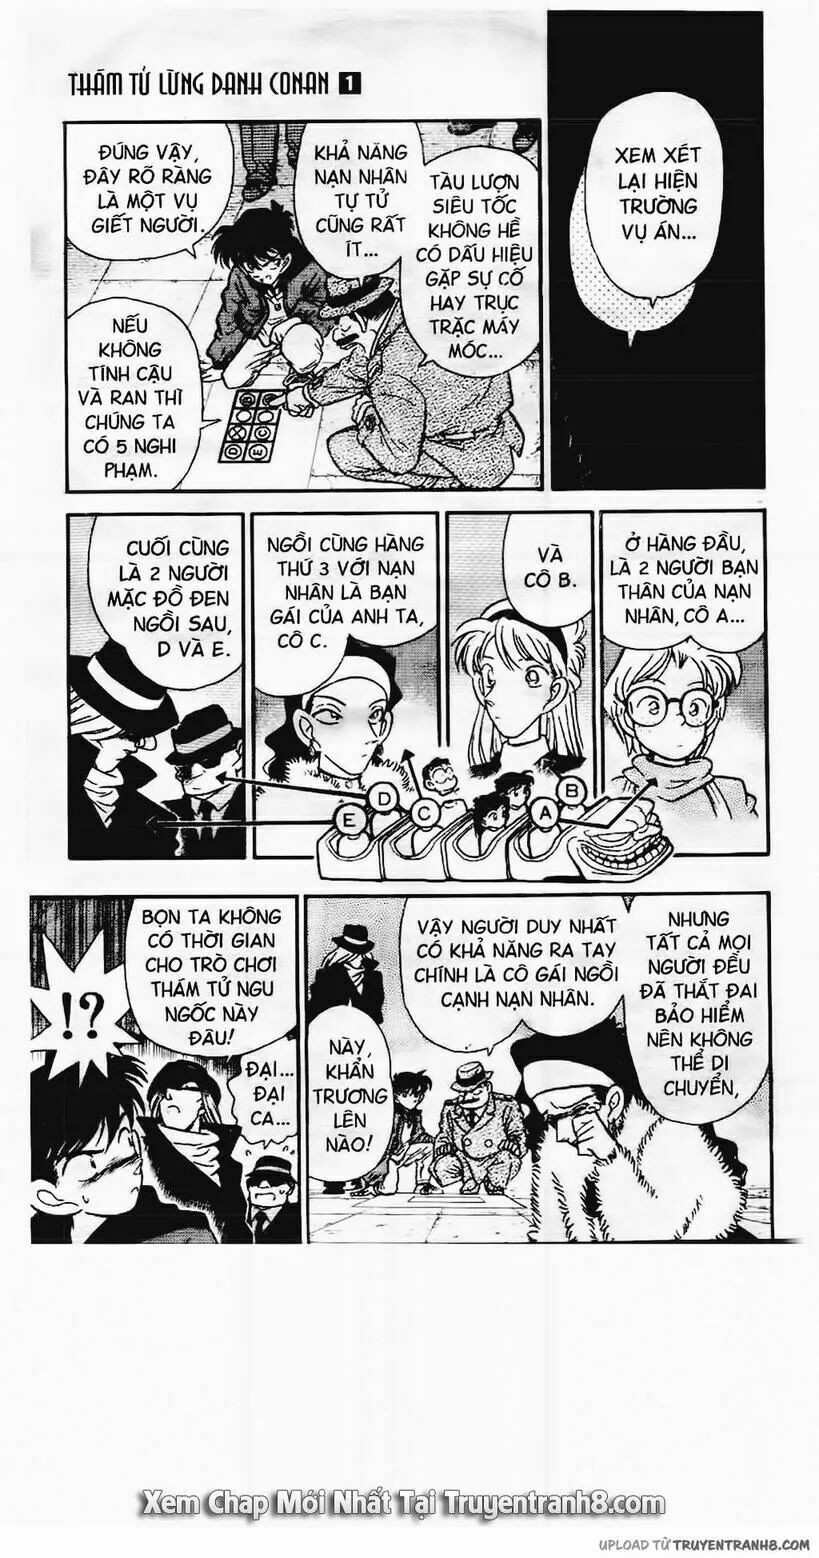 THÁM TỬ LỪNG DANH CONAN 1
XEM XÉT
LẠI HIỆN
TRƯỜNG
VỤ ÁN...
TÀU LƯỢN
SIÊU TỐC
KHÔNG HỀ
CÓ DẤU HIỆU
GẶP SỰ CỐ
HAY TRỤC
TRẶC MÁY
MÓC...
KHẢ NĂNG
NẠN NHÂN
TỰ TỬ
CŨNG RẤT
ÍT...
ĐÚNG VẬY,
ĐÂY RÕ RÀNG
LÀ MỘT VỤ
GIẾT NGƯỜI.
NẾU
KHÔNG
TÍNH CẬU
VÀ RAN THÌ
CHÚNG TA
CÓ 5 NGHI
PHẠM.
Ở HÀNG ĐẦU,
LÀ 2 NGƯỜI BẠN
THÂN CỦA NẠN
NHÂN, CÔ A...
VÀ
CÔ B.
NGỒI CÙNG HÀNG
THỨ 3 VỚI NẠN
NHÂN LÀ BẠN
GÁI CỦA ANH TA,
CÔ C.
CUỐI CÙNG
LÀ 2 NGƯỜI
MẶC ĐỒ ĐEN
NGỒI SAU,
D VÀ E.
E
D
C
A
B
NHƯNG
TẤT CẢ MỌI
NGƯỜI ĐỀU
ĐÃ THẮT ĐAI
BẢO HIỂM
NÊN KHÔNG
THỂ DI
CHUYỂN,
VẬY NGƯỜI DUY NHẤT
CÓ KHẢ NĂNG RA TAY
CHÍNH LÀ CÔ GÁI NGỒI
CẠNH NẠN NHÂN.
NÀY,
KHẨN
TRƯƠNG
LÊN
NÀO!
BỌN TA KHÔNG
CÓ THỜI GIAN
CHO TRÒ CHƠI
THÁM TỬ NGU
NGỐC NÀY
ĐÂU!
ĐẠI...
ĐẠI
CA...
!?
Xem Chap Mới Nhất Tại Truyentranh8.com
UPLOAD TỪ TRUYENTRANH8.COM